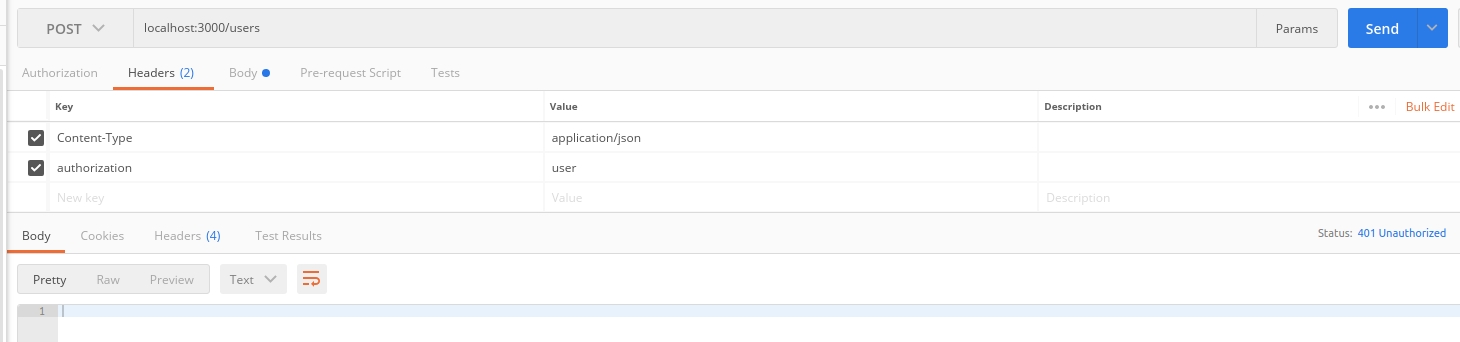 POST localhost:3000/users Params Send
Authorization Headers (2) Body Pre-request Script Tests
Key Value Description Bulk Edit
Content-Type application/json
authorization user
New key Value Description
Body Cookies Headers (4) Test Results Status: 401 Unauthorized
Pretty Raw Preview Text
1